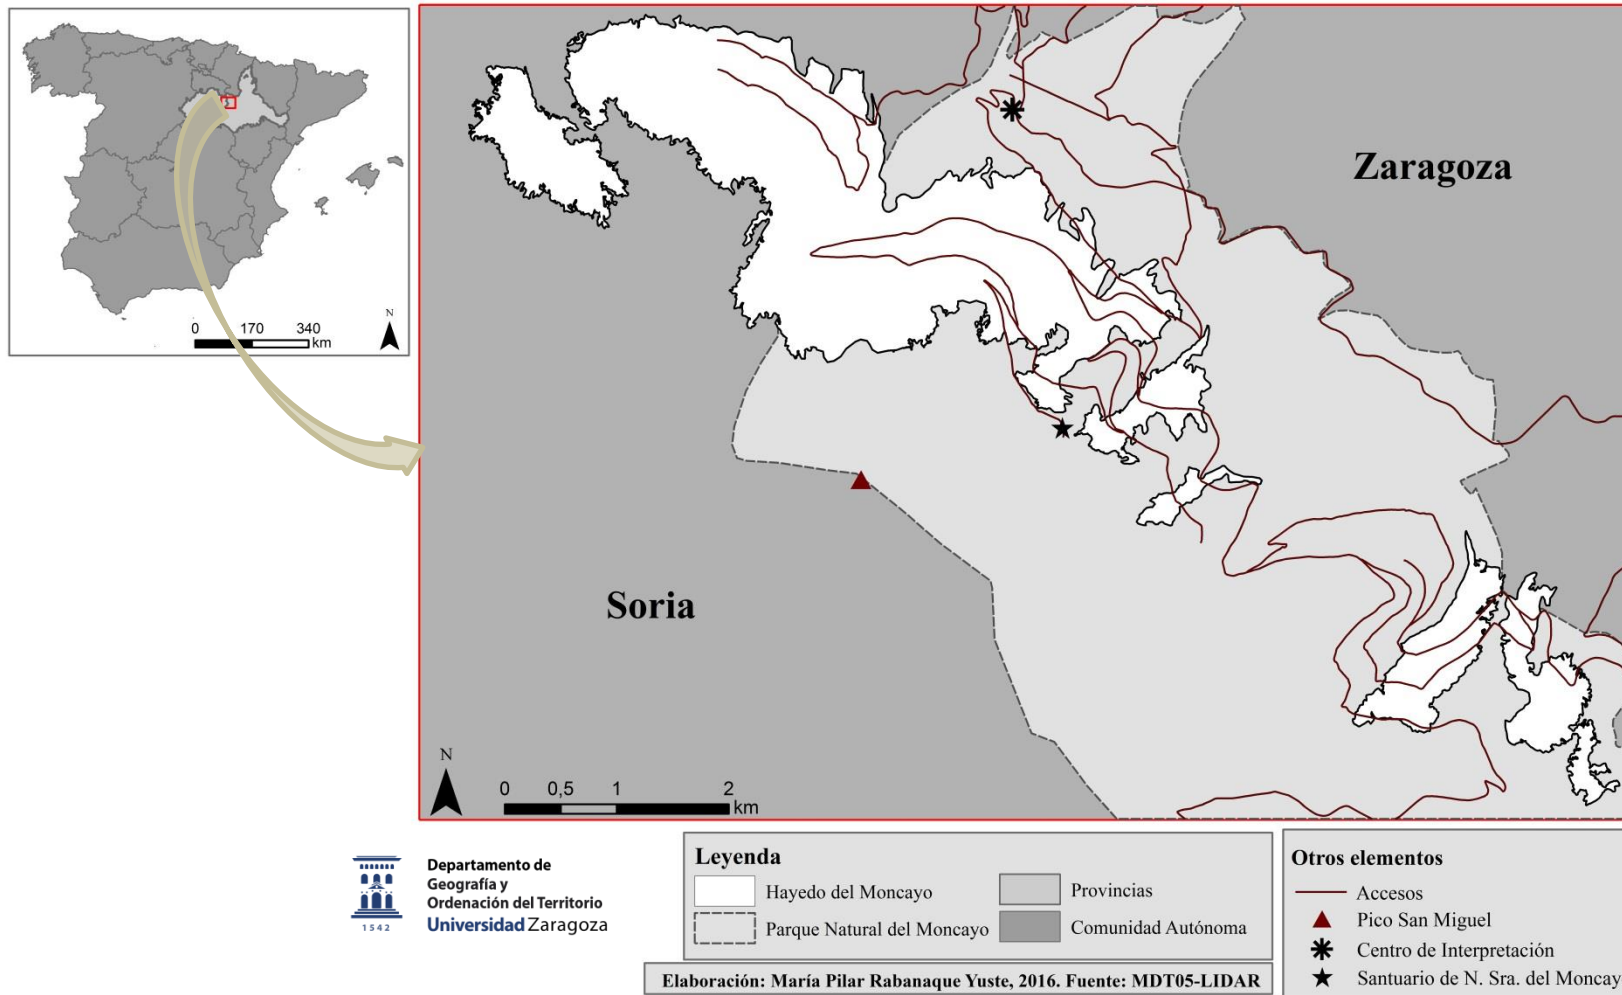 0 170 340
km
N
Zaragoza
Soria
N
0 0,5 1 2
km
1542
Departamento de
Geografía y
Ordenación del Territorio
Universidad Zaragoza
Leyenda
Hayedo del Moncayo
Provincias
Parque Natural del Moncayo
Comunidad Autónoma
Elaboración: María Pilar Rabanaque Yuste, 2016. Fuente: MDT05-LIDAR
Otros elementos
Accesos
Pico San Miguel
Centro de Interpretación
Santuario de N. Sra. del Moncay